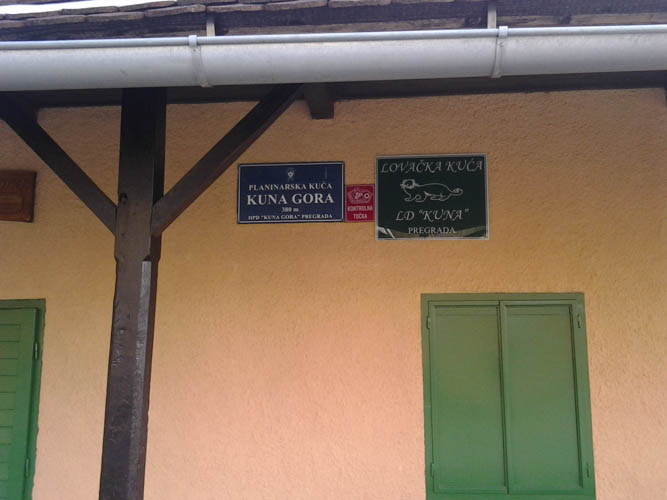 PLANINARSKA KUĆA
KUNA GORA
380 m
HPD "KUNA GORA" PREGRADA
KONTROLNA
TOČKA
LOVAČKA KUĆA
LD "KUNA"
PREGRADA